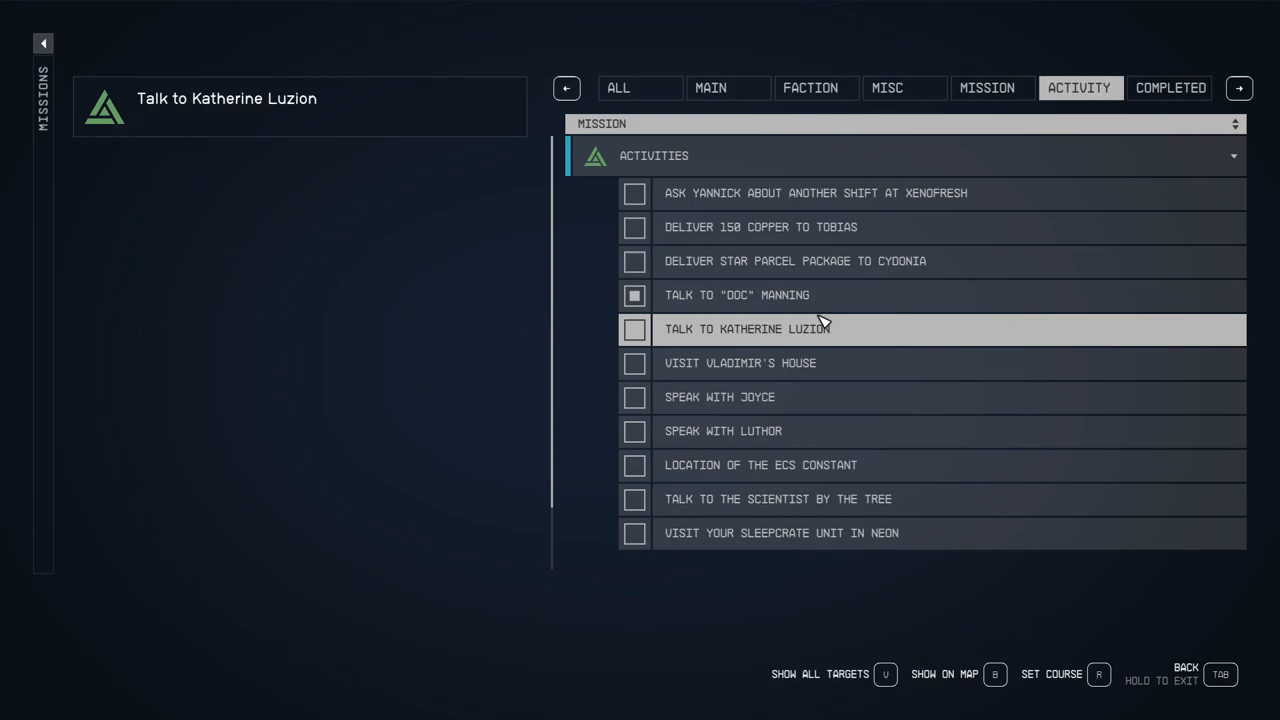 MISSIONS
Talk to Katherine Luzion
ALL MAIN FACTION MISC MISSION ACTIVITY COMPLETED
MISSION
ACTIVITIES
ASK YANNICK ABOUT ANOTHER SHIFT AT XENOFRESH
DELIVER 150 COPPER TO TOBIAS
DELIVER STAR PARCEL PACKAGE TO CYDONIA
TALK TO "DOC" MANNING
TALK TO KATHERINE LUZION
VISIT VLADIMIR'S HOUSE
SPEAK WITH JOYCE
SPEAK WITH LUTHOR
LOCATION OF THE ECS CONSTANT
TALK TO THE SCIENTIST BY THE TREE
VISIT YOUR SLEEPCRATE UNIT IN NEON
SHOW ALL TARGETS V SHOW ON MAP B SET COURSE R BACK TAB
HOLD TO EXIT